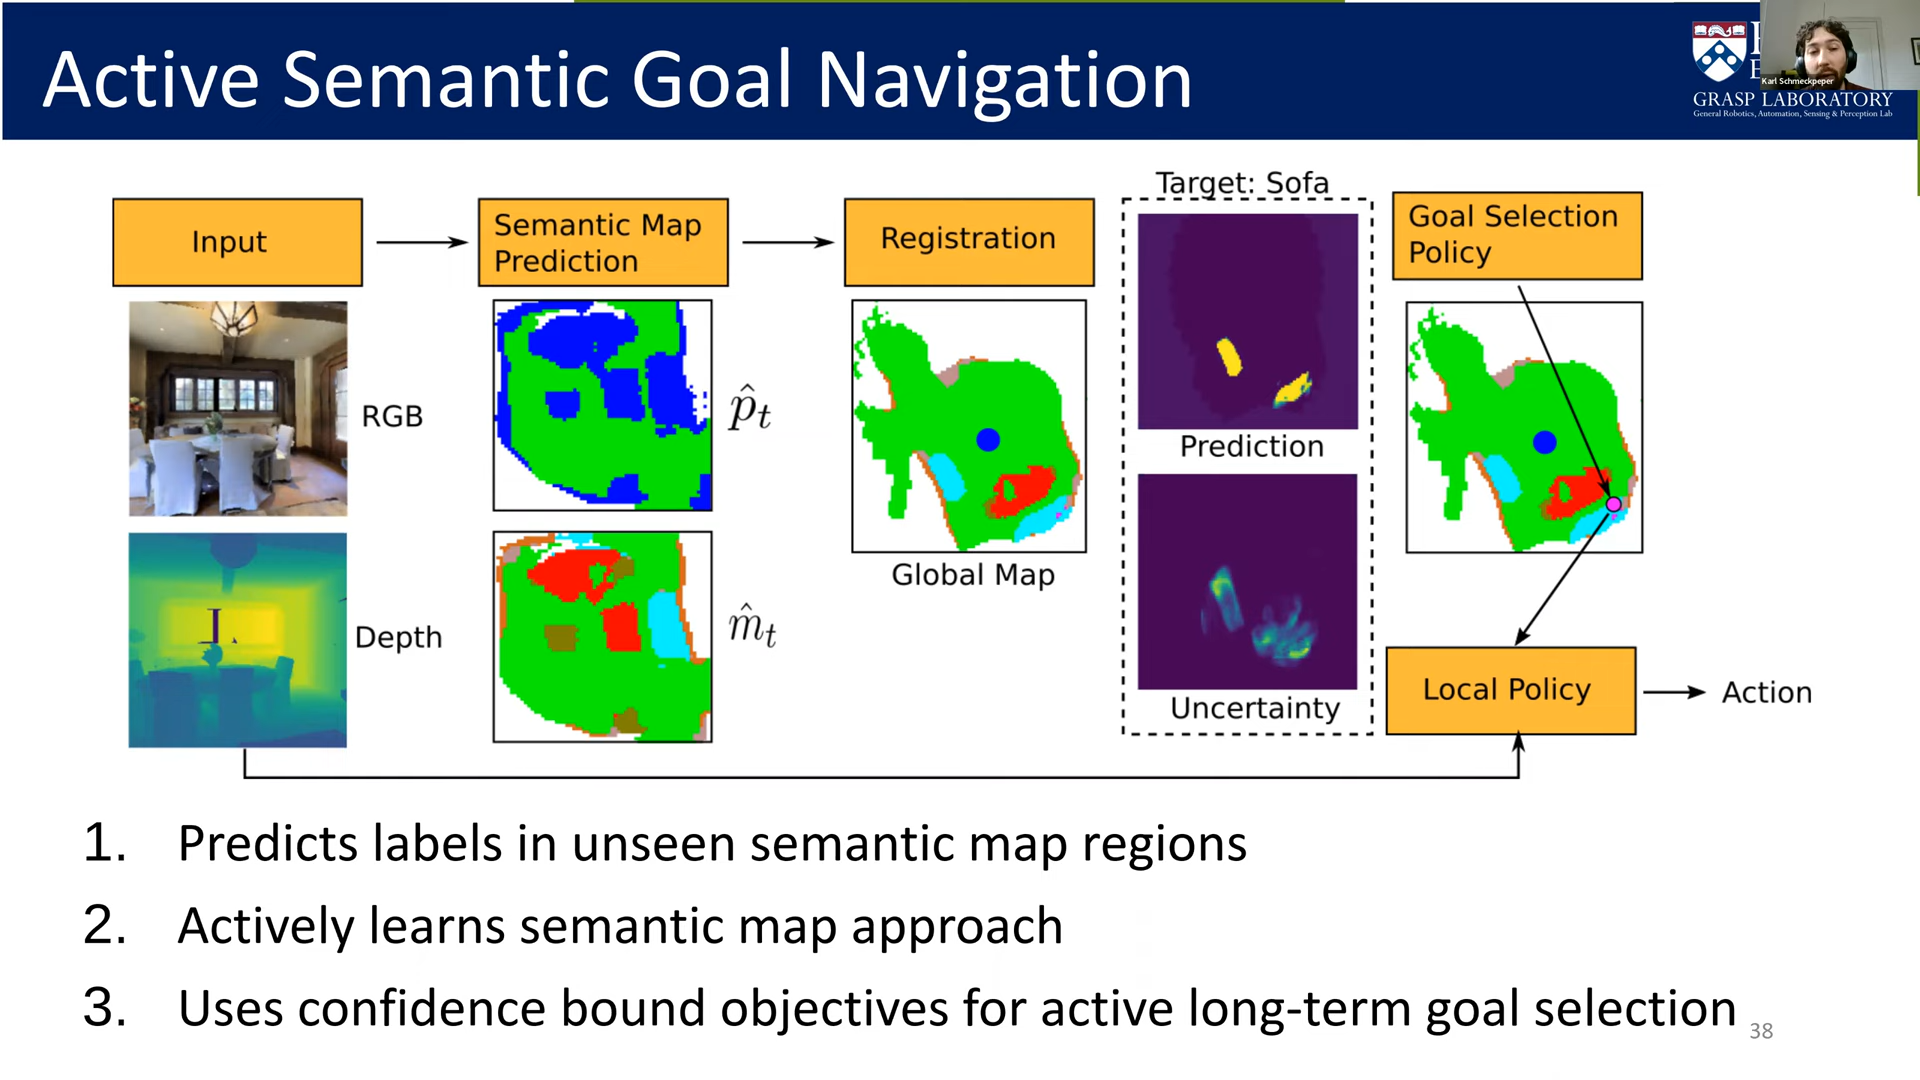 Active Semantic Goal Navigation
Karl Schmeckpeper
GRASP LABORATORY
General Robotics, Automation, Sensing & Perception Lab
Input
Semantic Map
Prediction
Registration
Target: Sofa
Goal Selection
Policy
RGB
p̂t
Prediction
Global Map
Depth
m̂t
Uncertainty
Local Policy
Action
1. Predicts labels in unseen semantic map regions
2. Actively learns semantic map approach
3. Uses confidence bound objectives for active long-term goal selection
38